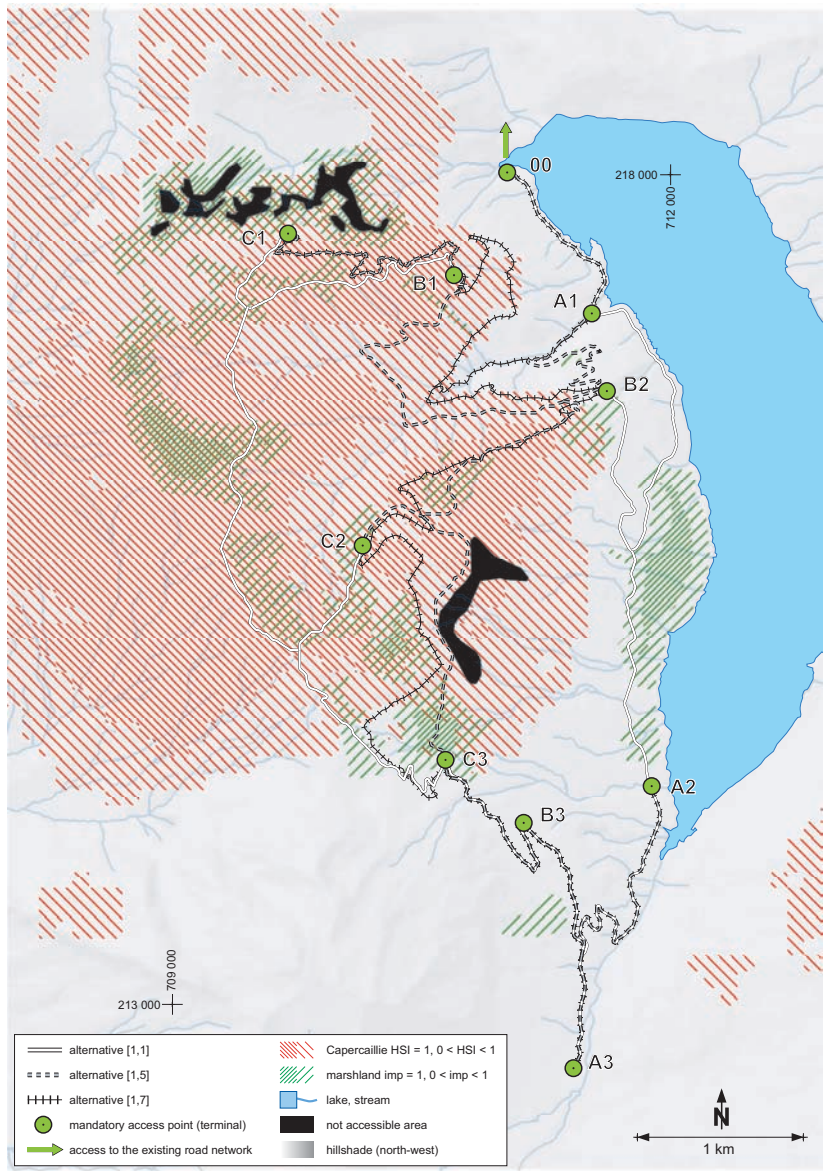 00
218 000
712 000
C1
B1
A1
B2
C2
C3
A2
B3
709 000
213 000
A3
alternative [1,1]
alternative [1,5]
alternative [1,7]
mandatory access point (terminal)
access to the existing road network
Capercaillie HSI = 1, 0 < HSI < 1
marshland imp = 1, 0 < imp < 1
lake, stream
not accessible area
hillshade (north-west)
N
1 km